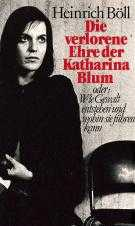 Heinrich Böll
Die
verlorene
Ehre der
Katharina
Blum
oder:
Wie Gewalt
entstehen und
wohin sie führen
kann